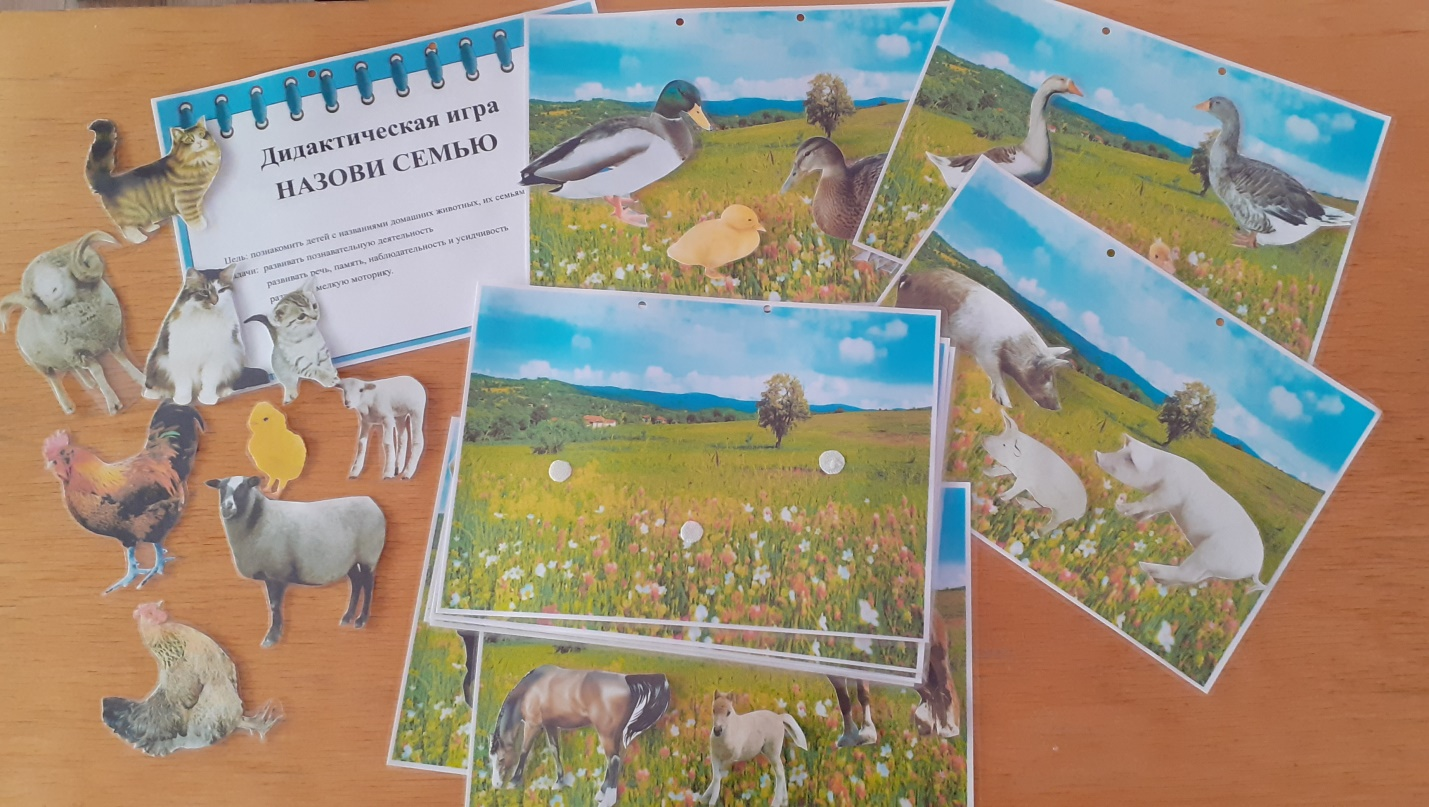 Дидактическая игра
НАЗОВИ СЕМЬЮ
Цель: познакомить детей с названиями домашних животных, их семьям
развивать познавательную деятельность
развивать речь, память, наблюдательность и усидчивость
мелкую моторику.